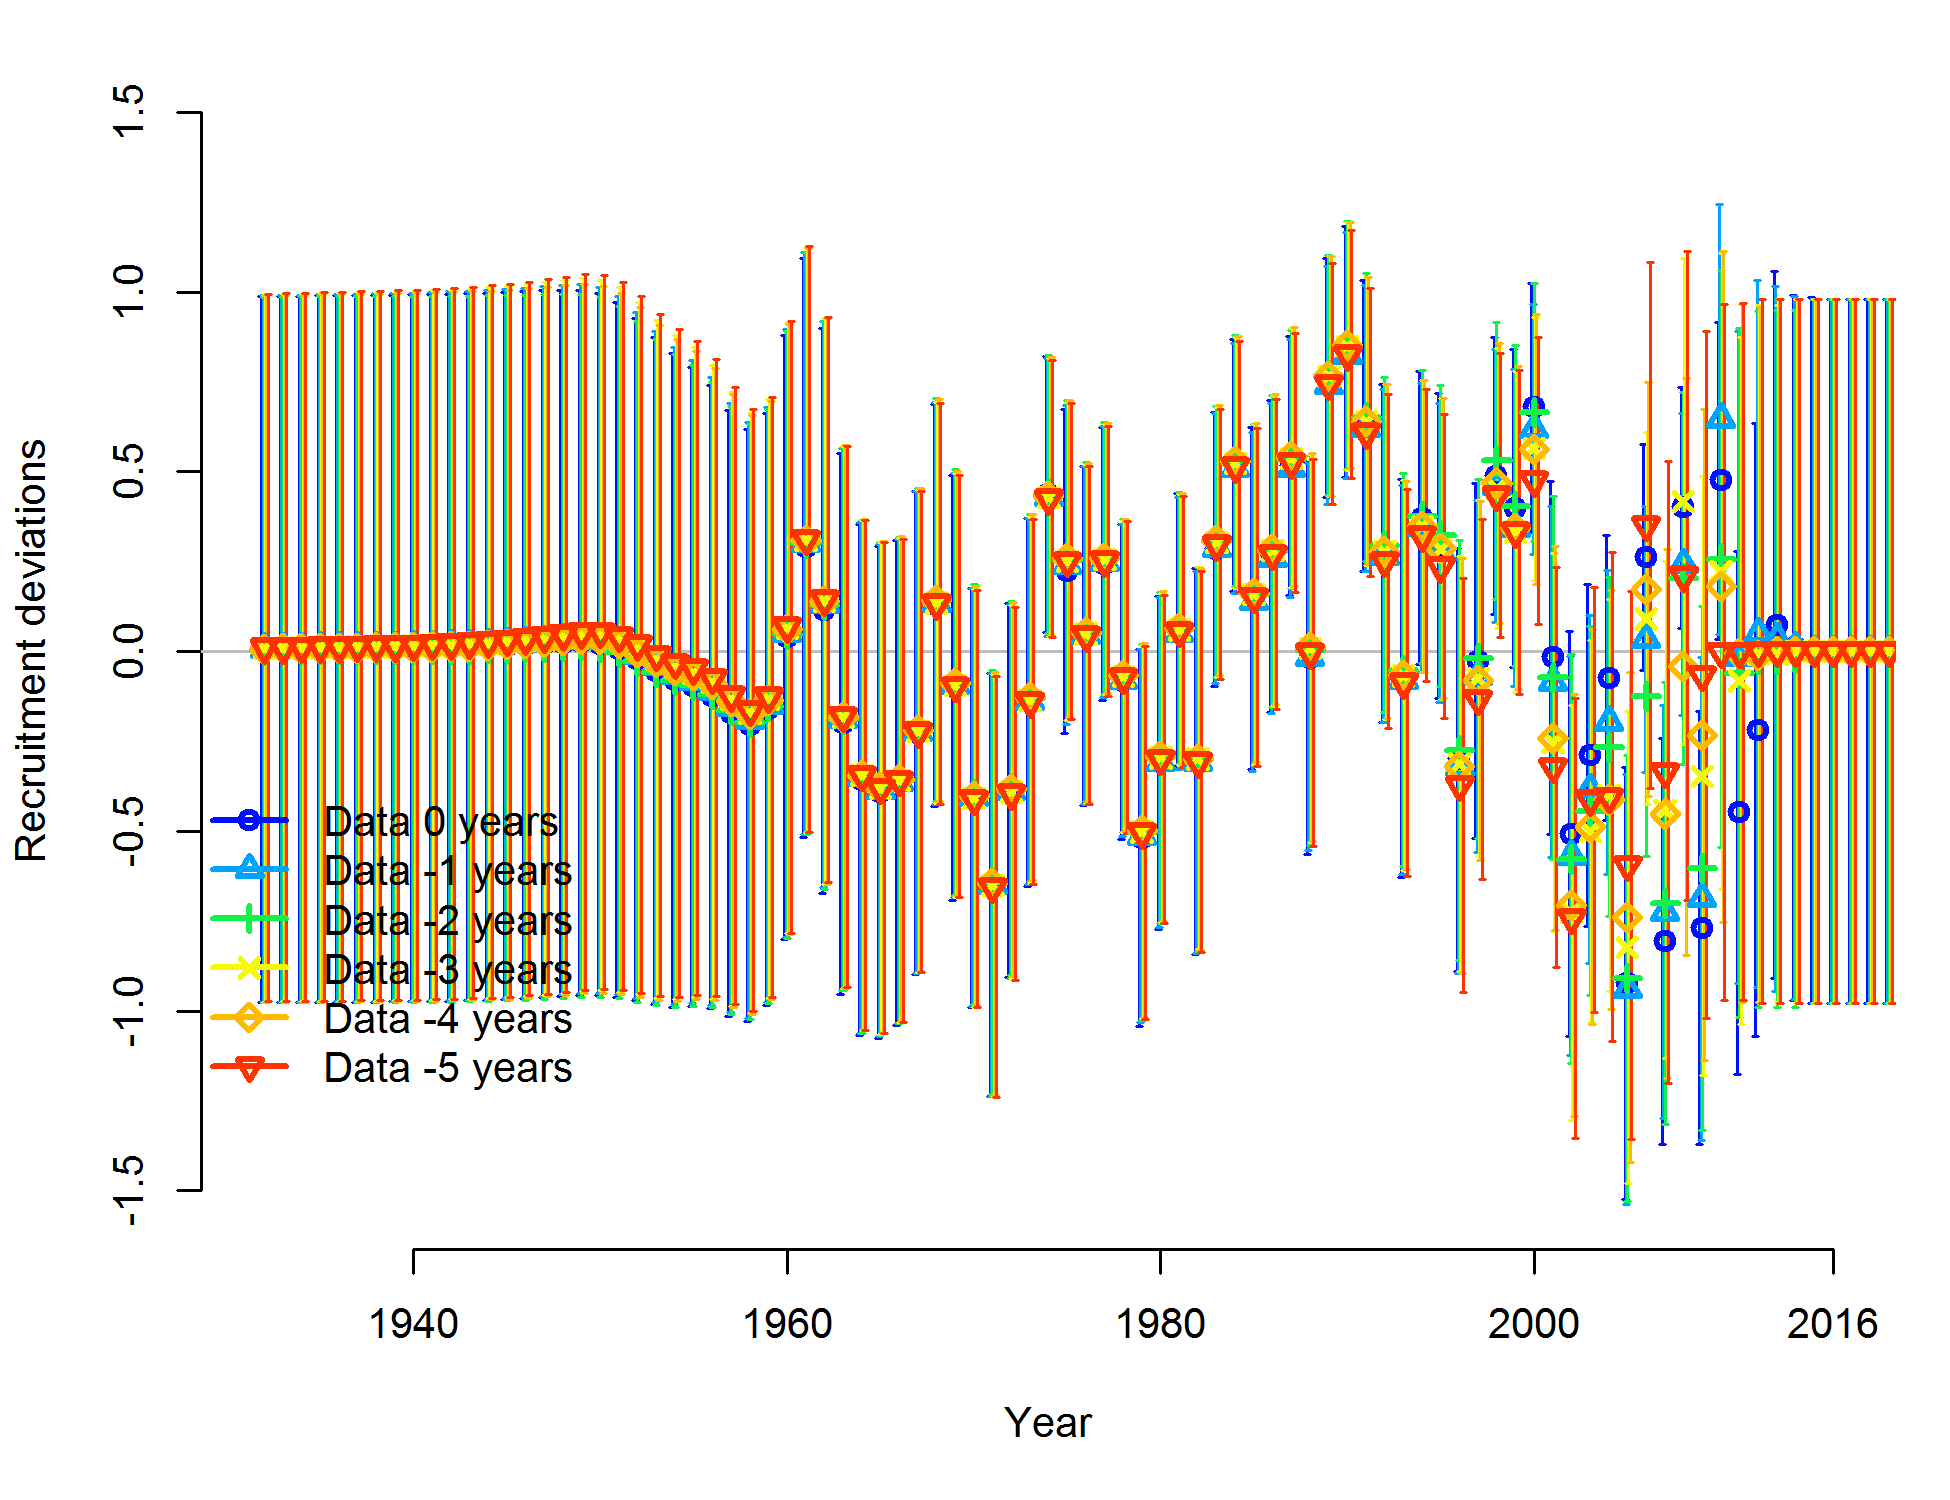 1.5
1.0
0.5
0.0
-0.5
-1.0
-1.5
Recruitment deviations
Data 0 years
Data -1 years
Data -2 years
Data -3 years
Data -4 years
Data -5 years
1940
1960
1980
2000
2016
Year